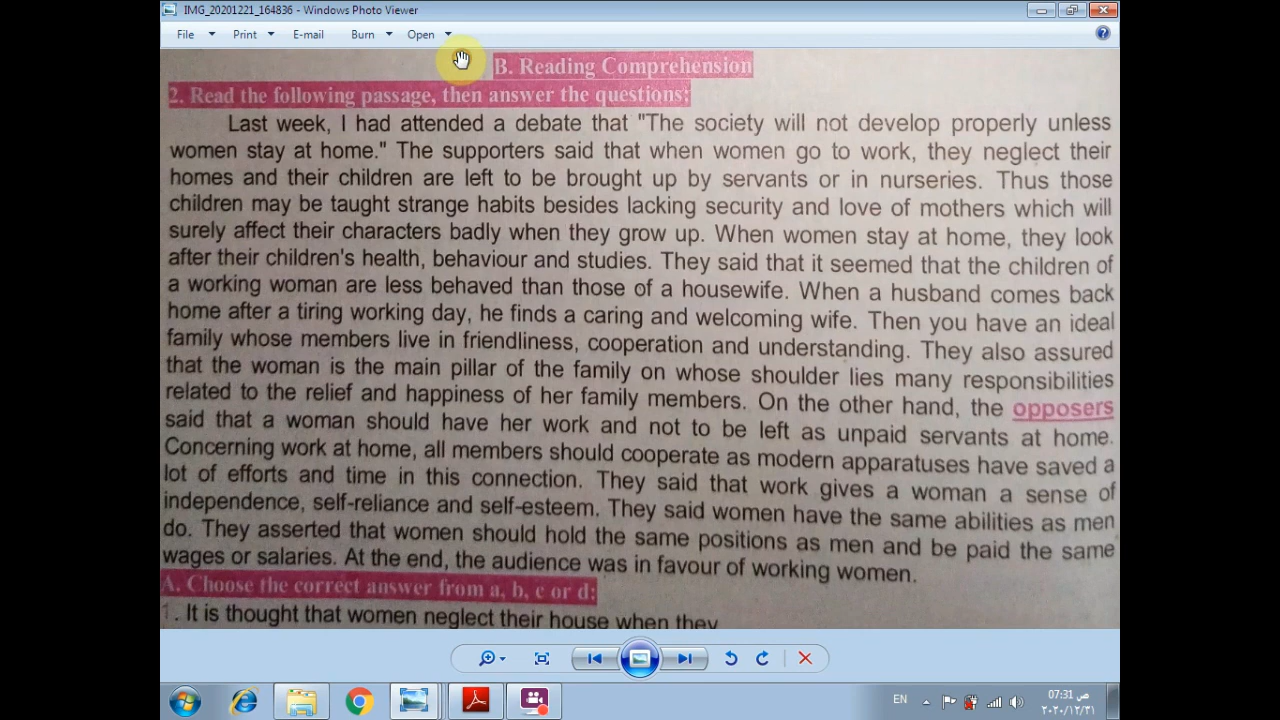 IMG_20201221_164836 - Windows Photo Viewer
File Print E-mail Burn Open
B. Reading Comprehension
2. Read the following passage, then answer the questions:
Last week, I had attended a debate that "The society will not develop properly unless
women stay at home." The supporters said that when women go to work, they neglect their
homes and their children are left to be brought up by servants or in nurseries. Thus those
children may be taught strange habits besides lacking security and love of mothers which will
surely affect their characters badly when they grow up. When women stay at home, they look
after their children's health, behaviour and studies. They said that it seemed that the children of
a working woman are less behaved than those of a housewife. When a husband comes back
home after a tiring working day, he finds a caring and welcoming wife. Then you have an ideal
family whose members live in friendliness, cooperation and understanding. They also assured
that the woman is the main pillar of the family on whose shoulder lies many responsibilities
related to the relief and happiness of her family members. On the other hand, the opposers
said that a woman should have her work and not to be left as unpaid servants at home.
Concerning work at home, all members should cooperate as modern apparatuses have saved a
lot of efforts and time in this connection. They said that work gives a woman a sense of
independence, self-reliance and self-esteem. They said women have the same abilities as men
do. They asserted that women should hold the same positions as men and be paid the same
wages or salaries. At the end, the audience was in favour of working women.
A. Choose the correct answer from a, b, c or d:
1. It is thought that women neglect their house when they
EN
07:31 ص
٢٠٢٠/١٢/٣١